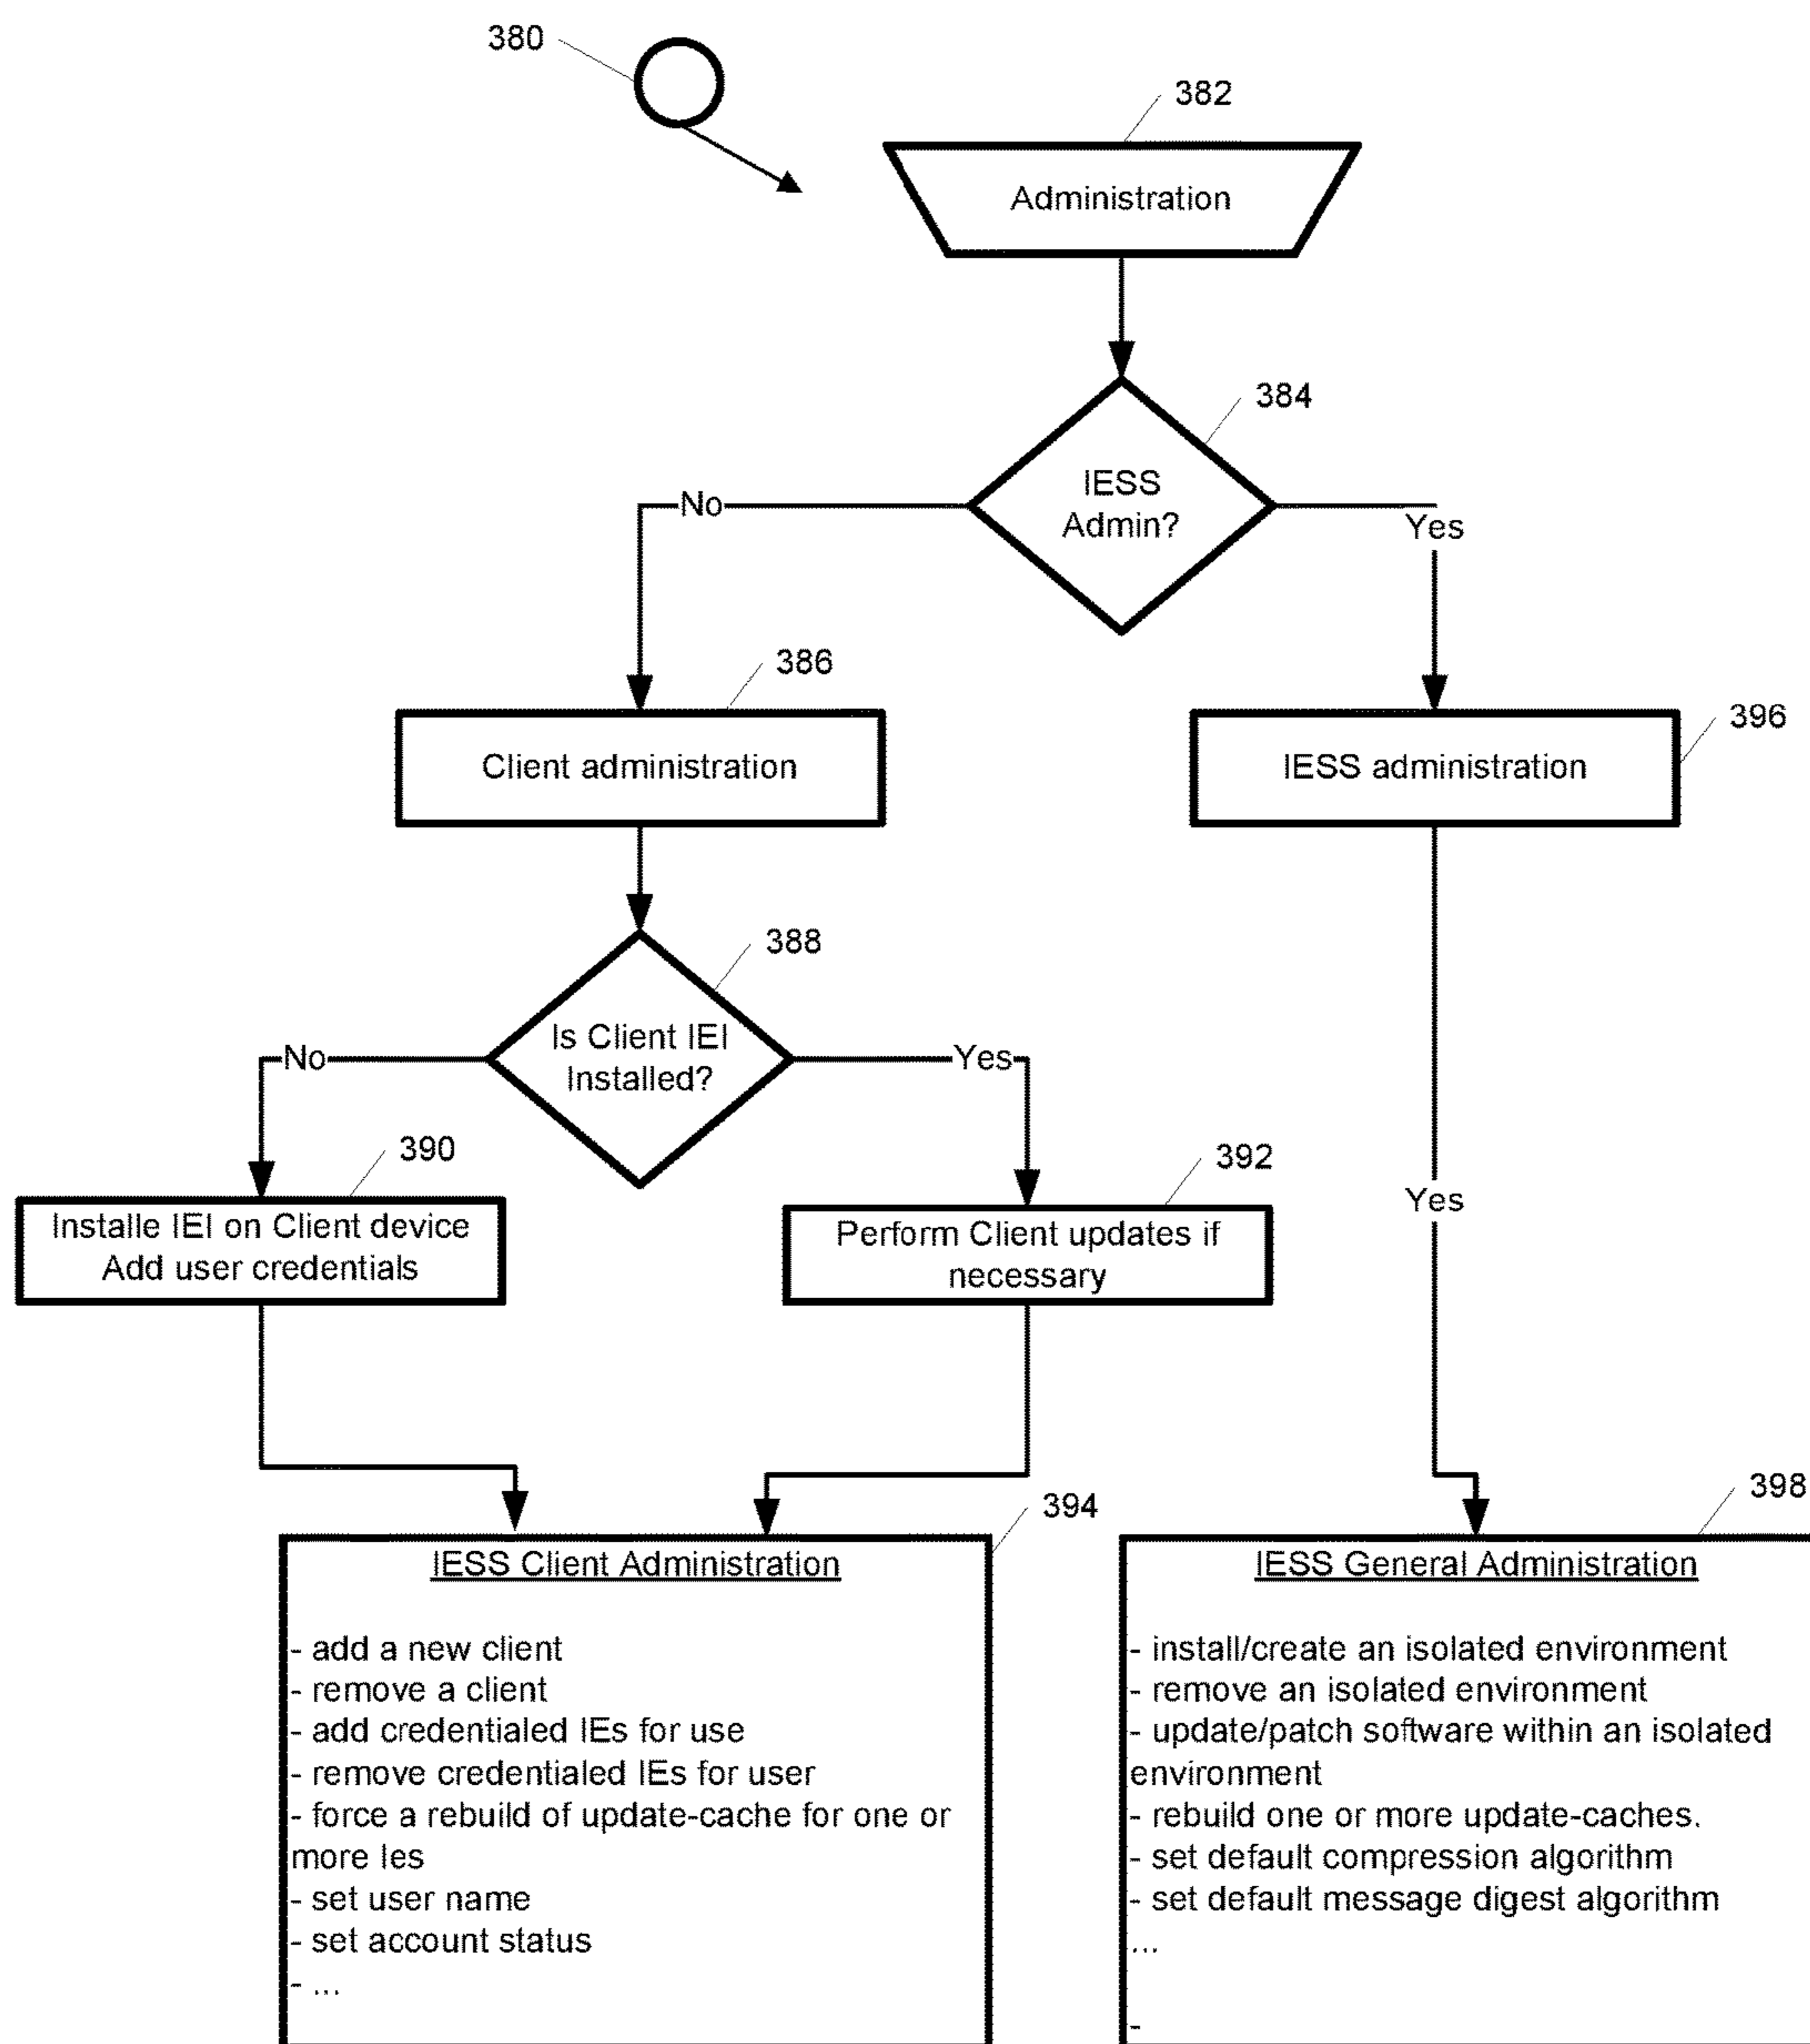 380
382
Administration
384
IESS
Admin?
No
Yes
386
396
Client administration
IESS administration
388
Is Client IEI
Installed?
No
Yes
390
392
Yes
Installe IEI on Client device
Add user credentials
Perform Client updates if
necessary
394
398
IESS Client Administration
- add a new client
- remove a client
- add credentialed IEs for use
- remove credentialed IEs for user
- force a rebuild of update-cache for one or
more Ies
- set user name
- set account status
- ...
IESS General Administration
- install/create an isolated environment
- remove an isolated environment
- update/patch software within an isolated
environment
- rebuild one or more update-caches.
- set default compression algorithm
- set default message digest algorithm
...
-